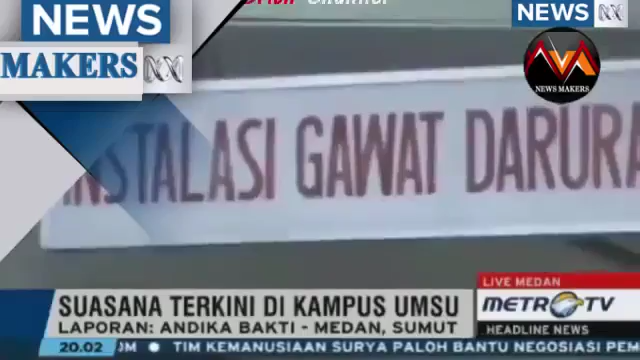 NEWS
MAKERS
NEWS
NEWS MAKERS
INSTALASI GAWAT DARURA
LIVE MEDAN
SUASANA TERKINI DI KAMPUS UMSU
METRO TV
LAPORAN: ANDIKA BAKTI - MEDAN, SUMUT
HEADLINE NEWS
20.02 OM TIM KEMANUSIAAN SURYA PALOH BANTU NEGOSIASI PEM